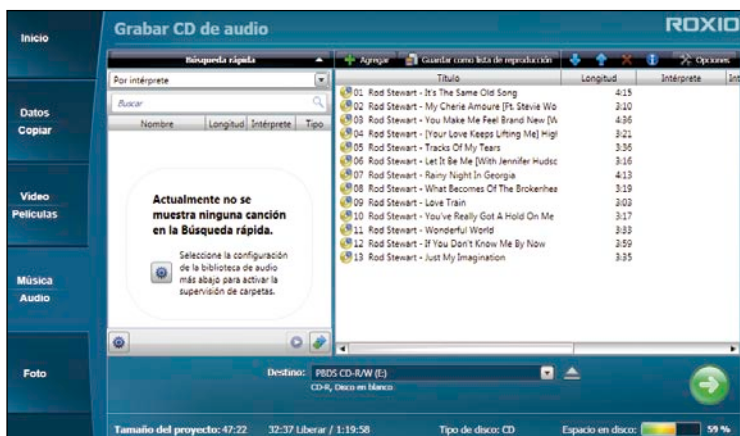 Grabar CD de audio
ROXIO
Inicio
Datos
Copiar
Video
Películas
Música
Audio
Foto
Búsqueda rápida
Por intérprete
Buscar
Nombre Longitud Intérprete Tipo
Actualmente no se
muestra ninguna canción
en la Búsqueda rápida.
Seleccione la configuración
de la biblioteca de audio
más abajo para activar la
supervisión de carpetas.
Agregar Guardar como lista de reproducción Opciones
Título Longitud Intérprete Int
01 Rod Stewart - It's The Same Old Song 4:15
02 Rod Stewart - My Cherie Amoure [Ft. Stevie Wo 3:10
03 Rod Stewart - You Make Me Feel Brand New [W 4:36
04 Rod Stewart - [Your Love Keeps Lifting Me] High 3:21
05 Rod Stewart - Tracks Of My Tears 3:36
06 Rod Stewart - Let It Be Me [With Jennifer Hudsc 3:16
07 Rod Stewart - Rainy Night In Georgia 4:13
08 Rod Stewart - What Becomes Of The Brokenhea 3:19
09 Rod Stewart - Love Train 3:03
10 Rod Stewart - You've Really Got A Hold On Me 3:17
11 Rod Stewart - Wonderful World 3:33
12 Rod Stewart - If You Don't Know Me By Now 3:59
13 Rod Stewart - Just My Imagination 3:35
Destino: PBDS CD-R/W (E:)
CD-R, Disco en blanco
Tamaño del proyecto: 47:22 32:37 Liberar / 1:19:58 Tipo de disco: CD Espacio en disco: 59 %